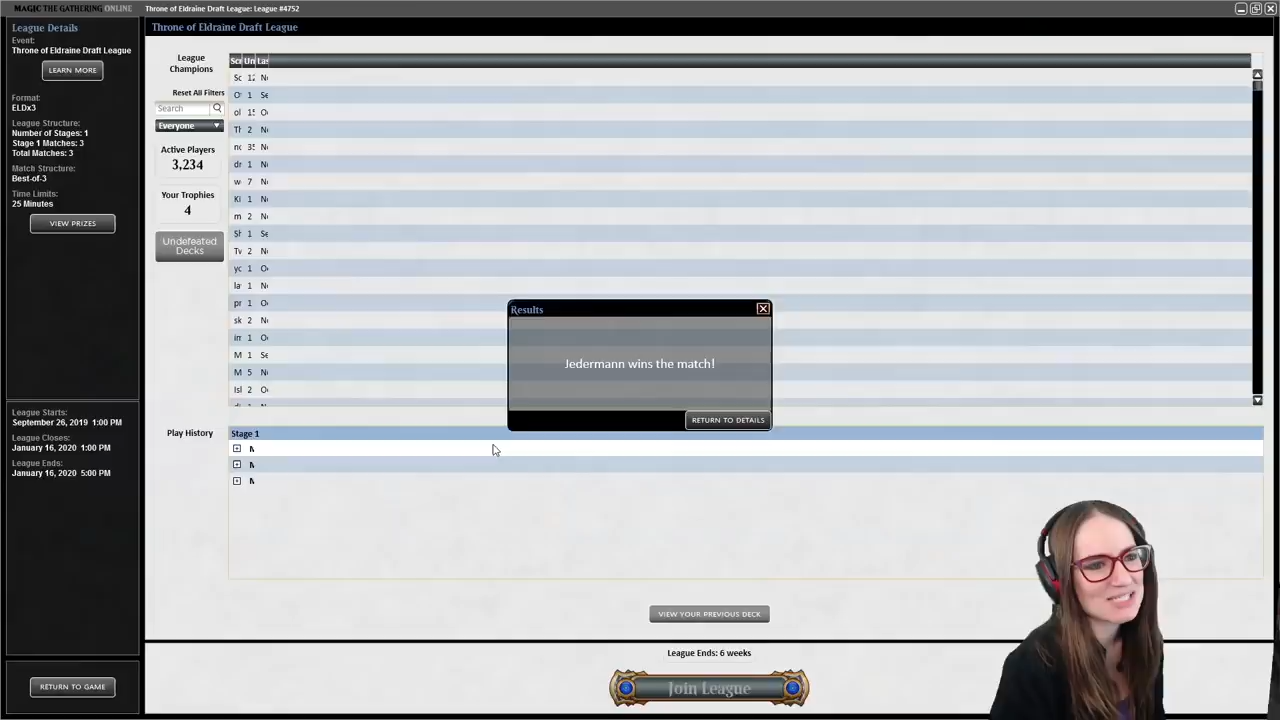 MAGIC THE GATHERING ONLINE
Throne of Eldraine Draft League: League #4752
League Details
Event:
Throne of Eldraine Draft League
LEARN MORE
Format:
ELDx3
League Structure:
Number of Stages: 1
Stage 1 Matches: 3
Total Matches: 3
Match Structure:
Best-of-3
Time Limits:
25 Minutes
VIEW PRIZES
League Starts:
September 26, 2019 1:00 PM
League Closes:
January 16, 2020 1:00 PM
League Ends:
January 16, 2020 5:00 PM
RETURN TO GAME
Throne of Eldraine Draft League
League
Champions
Reset All Filters
Search
Everyone
Active Players
3,234
Your Trophies
4
Undefeated
Decks
Results
Jedermann wins the match!
RETURN TO DETAILS
Play History
Stage 1
VIEW YOUR PREVIOUS DECK
League Ends: 6 weeks
Join League